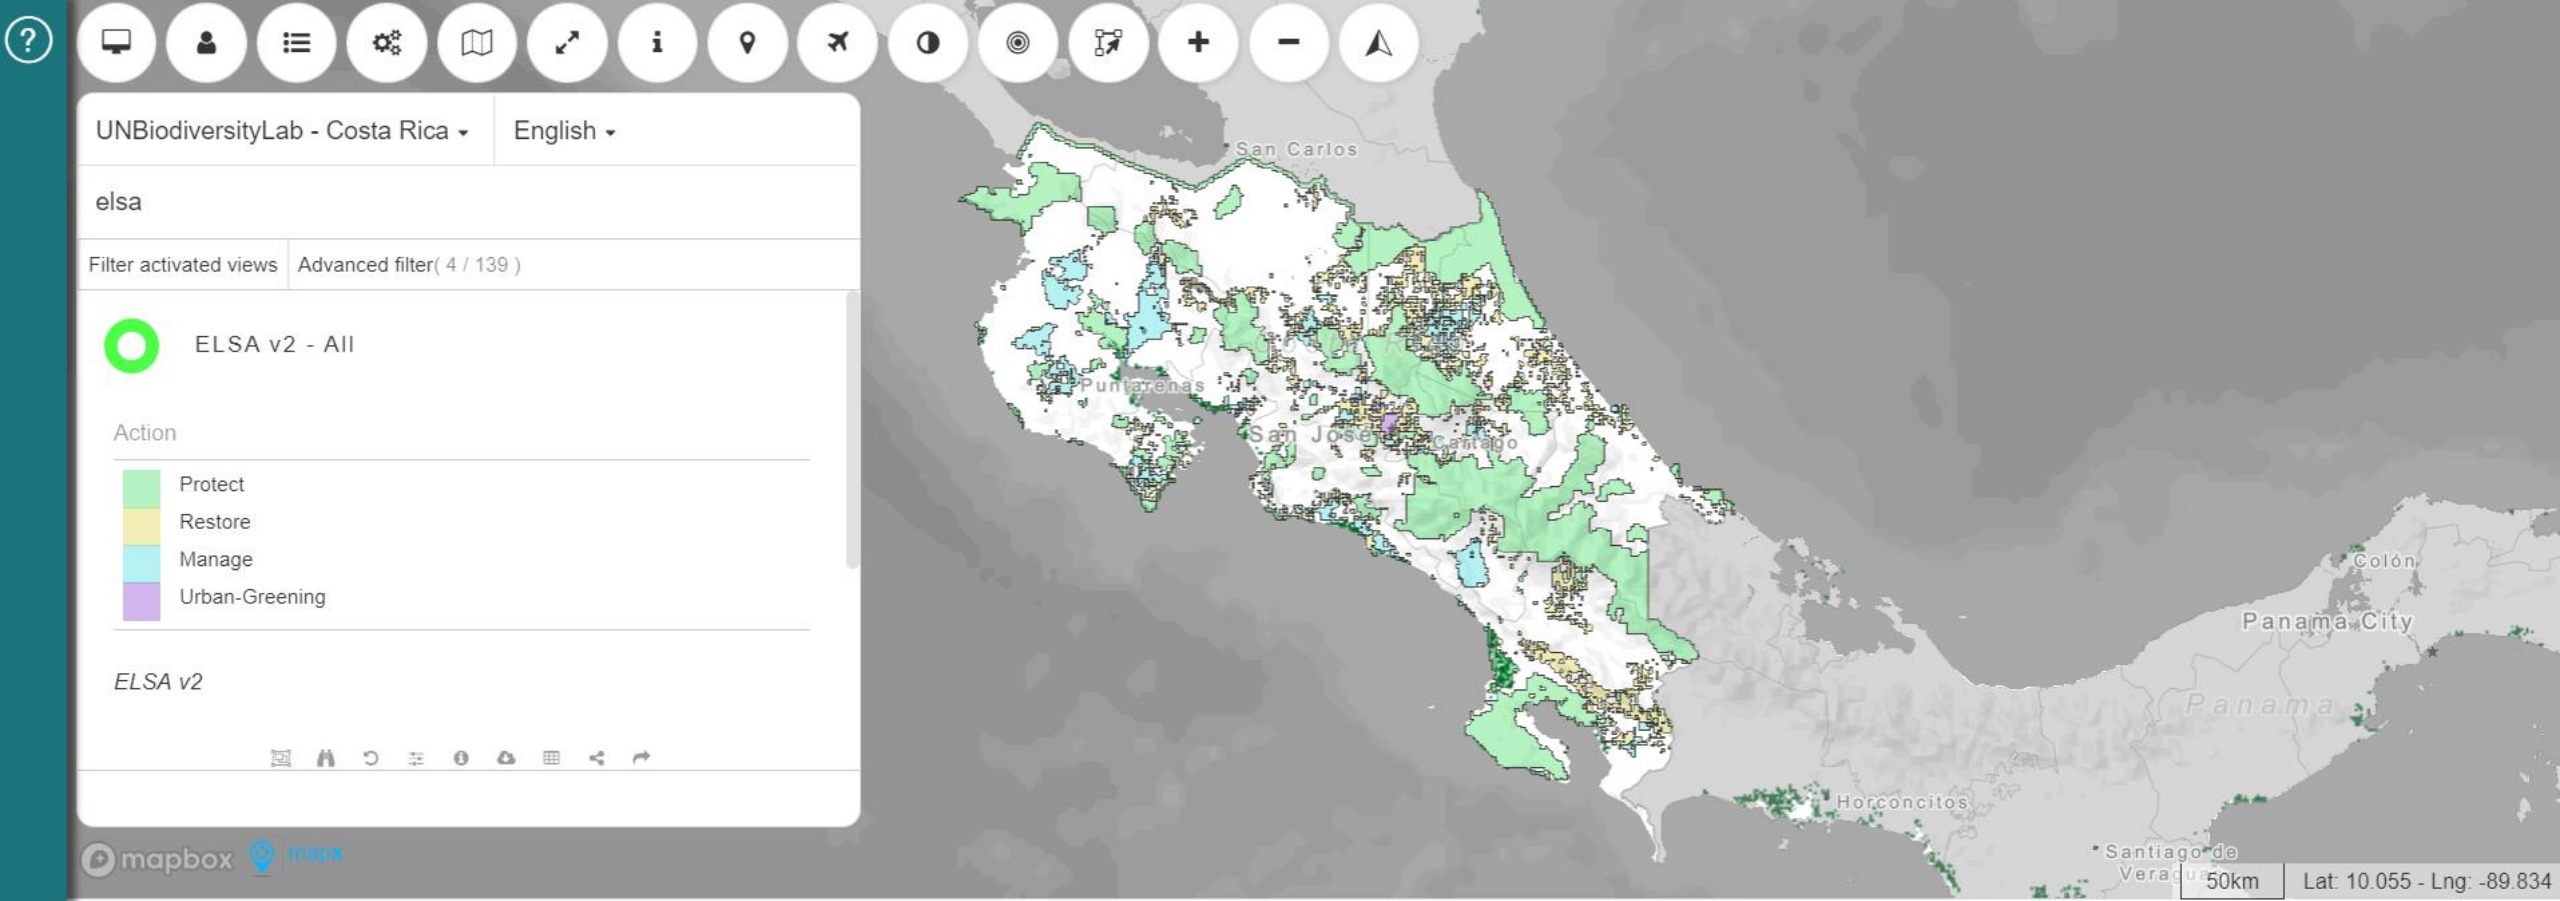 ?
UNBiodiversityLab - Costa Rica
English
elsa
Filter activated views
Advanced filter( 4 / 139 )
ELSA v2 - All
Action
Protect
Restore
Manage
Urban-Greening
ELSA v2
mapbox
mapx
San Carlos
Puntarenas
San José
Cartago
Colón
Panama City
Panama
Horconcitos
Santiago de
50km
Lat: 10.055 - Lng: -89.834